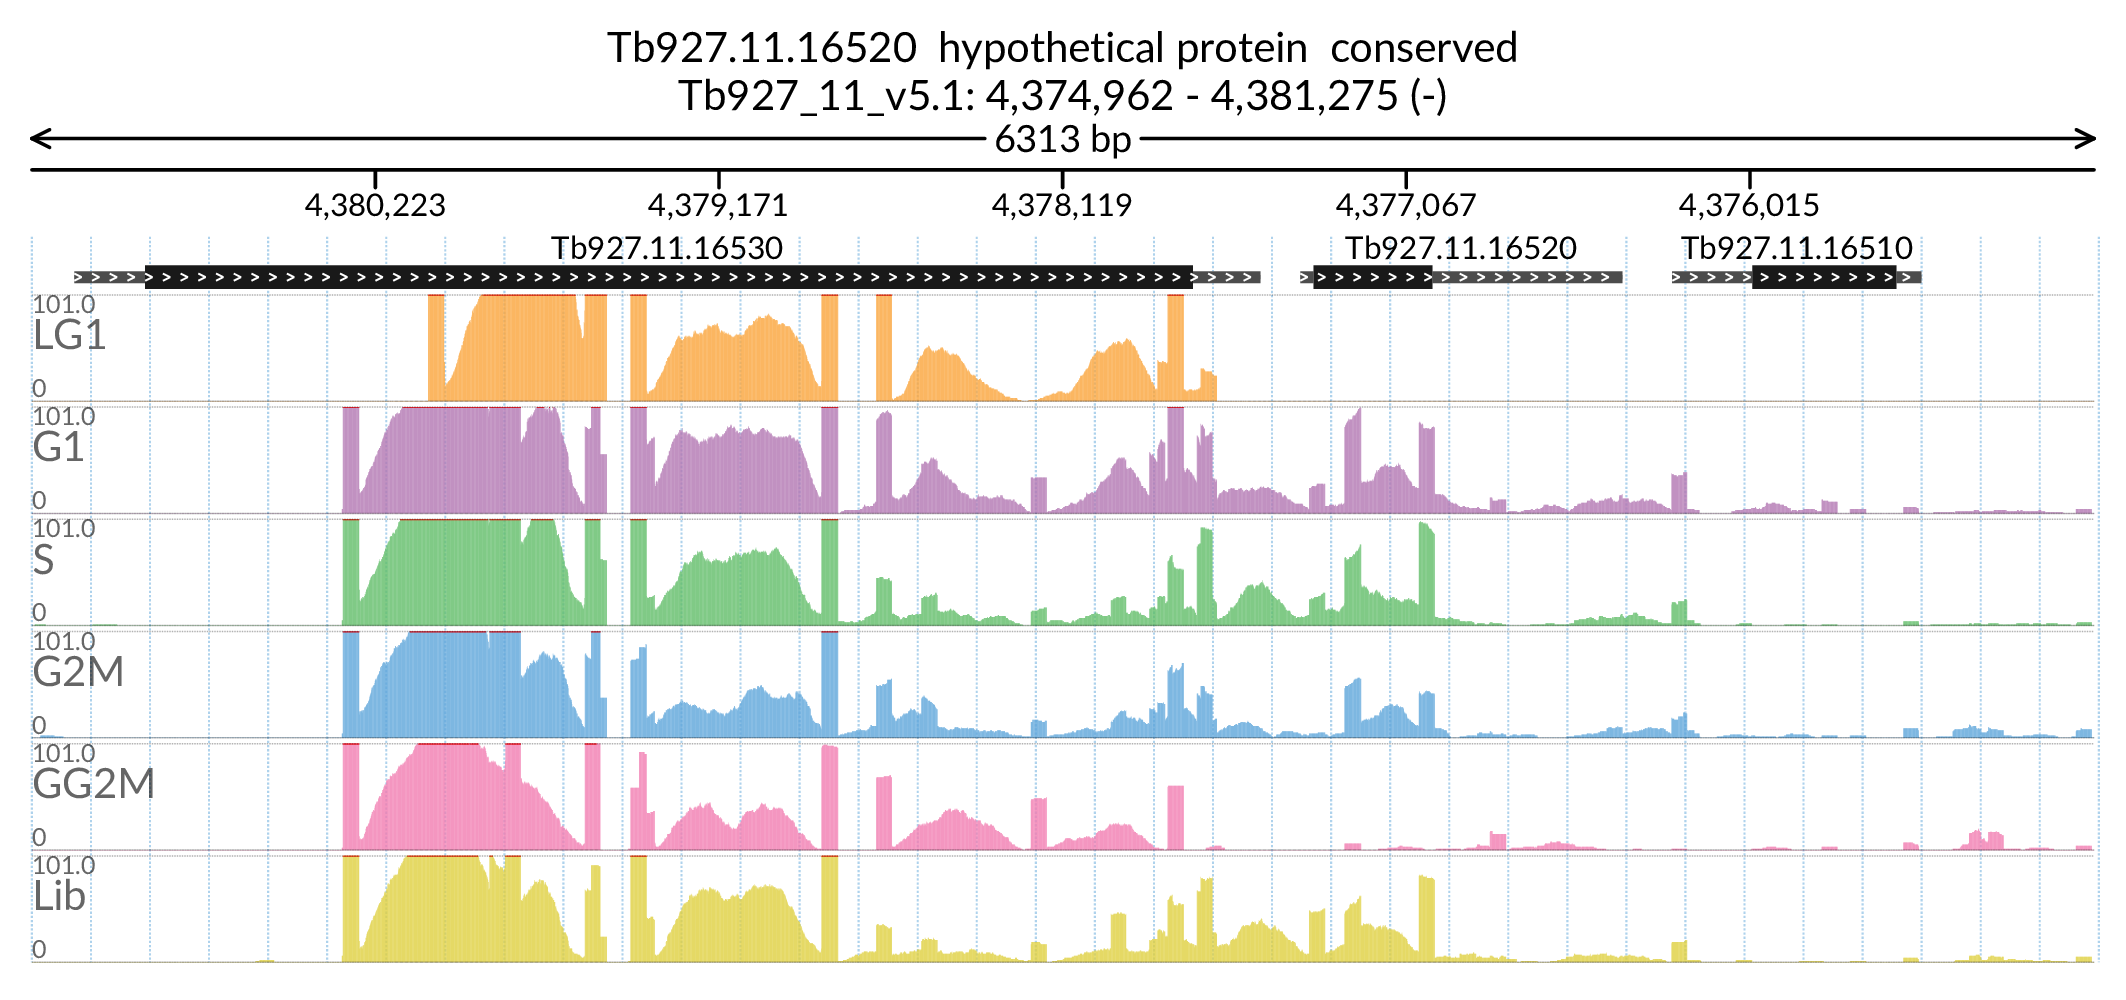 Tb927.11.16520  hypothetical protein  conserved
Tb927_11_v5.1: 4,374,962 - 4,381,275 (-)
6313 bp
4,380,223 4,379,171 4,378,119 4,377,067 4,376,015
Tb927.11.16530 Tb927.11.16520 Tb927.11.16510
101.0
LG1
0
101.0
G1
0
101.0
S
0
101.0
G2M
0
101.0
GG2M
0
101.0
Lib
0